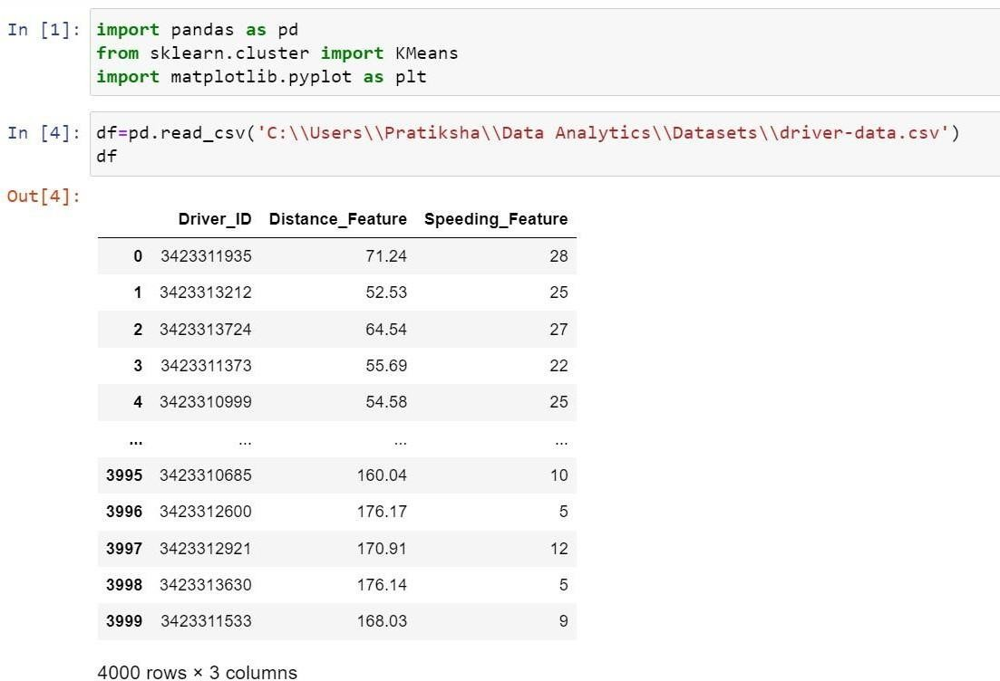 In [1]: import pandas as pd
from sklearn.cluster import KMeans
import matplotlib.pyplot as plt
In [4]: df=pd.read_csv('C:\\Users\\Pratiksha\\Data Analytics\\Datasets\\driver-data.csv')
df
Out[4]:
Driver_ID Distance_Feature Speeding_Feature
0 3423311935 71.24 28
1 3423313212 52.53 25
2 3423313724 64.54 27
3 3423311373 55.69 22
4 3423310999 54.58 25
... ... ... ...
3995 3423310685 160.04 10
3996 3423312600 176.17 5
3997 3423312921 170.91 12
3998 3423313630 176.14 5
3999 3423311533 168.03 9
4000 rows × 3 columns